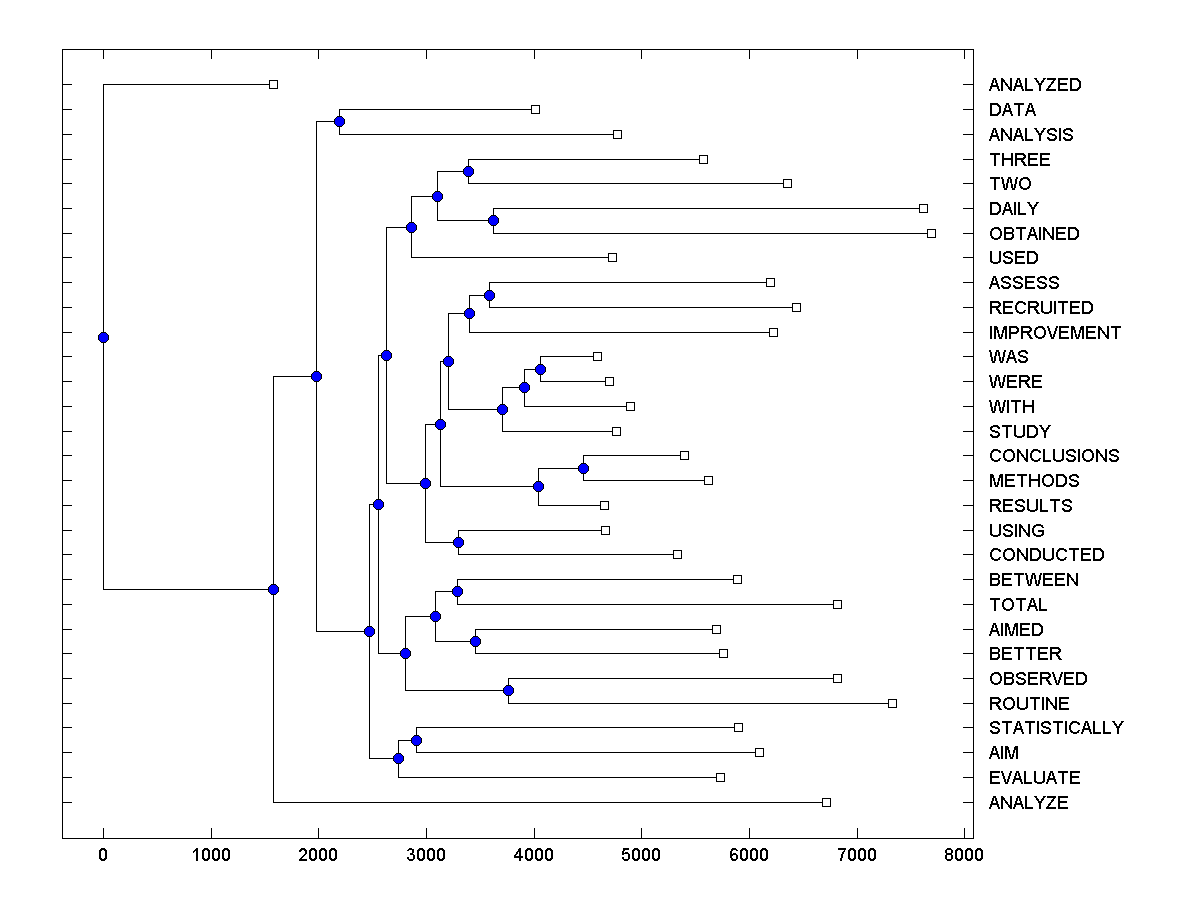 ANALYZED
DATA
ANALYSIS
THREE
TWO
DAILY
OBTAINED
USED
ASSESS
RECRUITED
IMPROVEMENT
WAS
WERE
WITH
STUDY
CONCLUSIONS
METHODS
RESULTS
USING
CONDUCTED
BETWEEN
TOTAL
AIMED
BETTER
OBSERVED
ROUTINE
STATISTICALLY
AIM
EVALUATE
ANALYZE
0 1000 2000 3000 4000 5000 6000 7000 8000